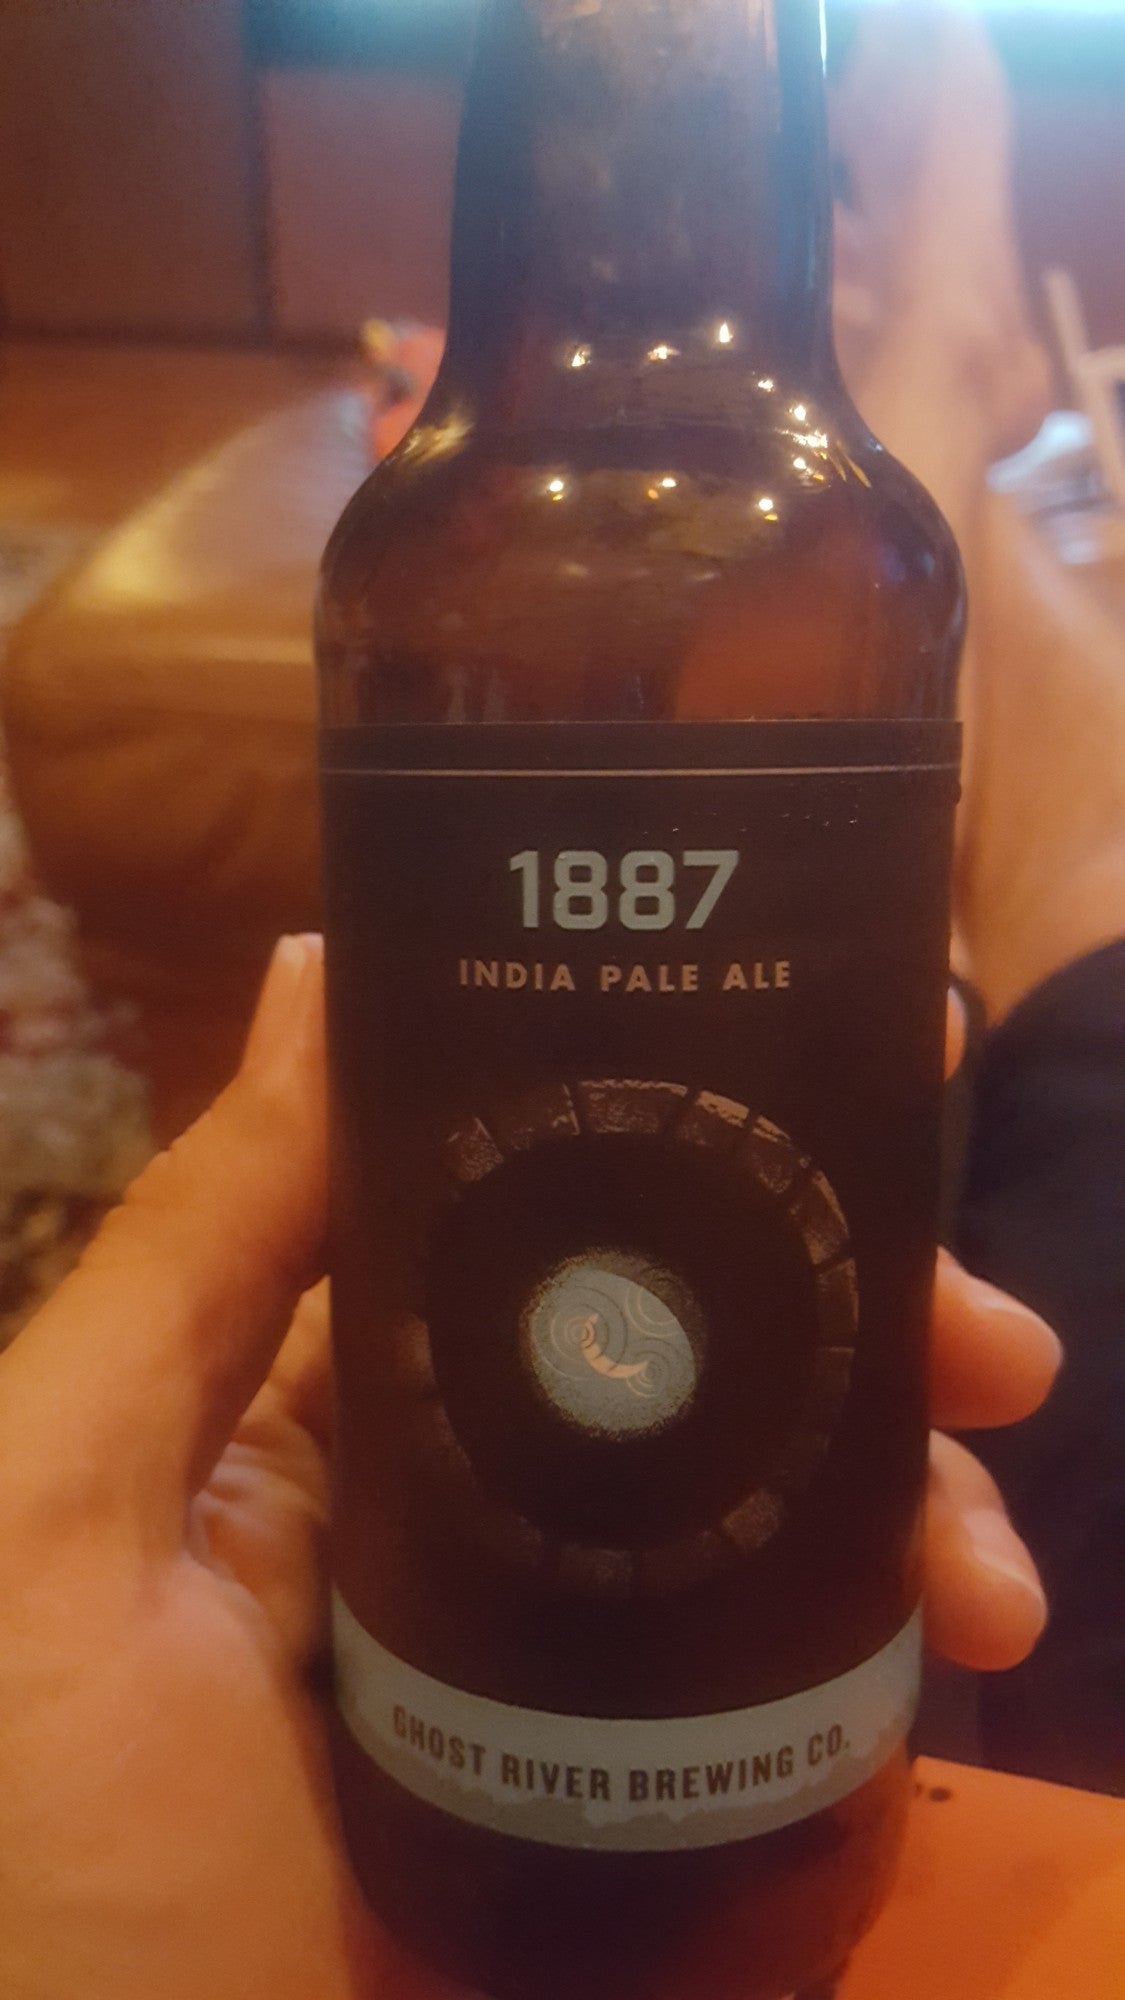 1887
INDIA PALE ALE
GHOST RIVER BREWING CO.